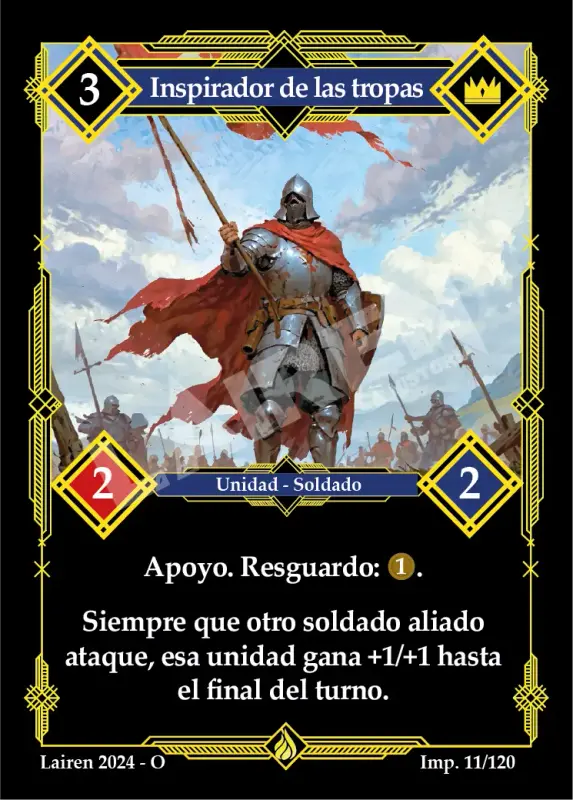 3
Inspirador de las tropas
2
Unidad - Soldado
2
Apoyo. Resguardo: 1.
Siempre que otro soldado aliado
ataque, esa unidad gana +1/+1 hasta
el final del turno.
Lairen 2024 - O
Imp. 11/120